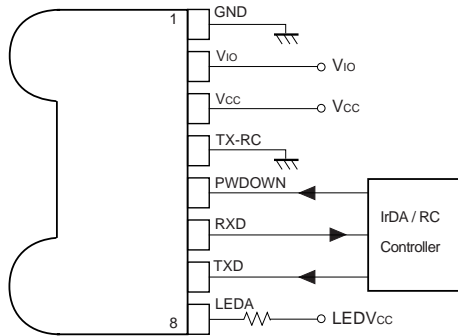 1 GND
VIO VIO
VCC VCC
TX-RC
PWDOWN
IrDA / RC
Controller
RXD
TXD
8 LEDA LEDVCC